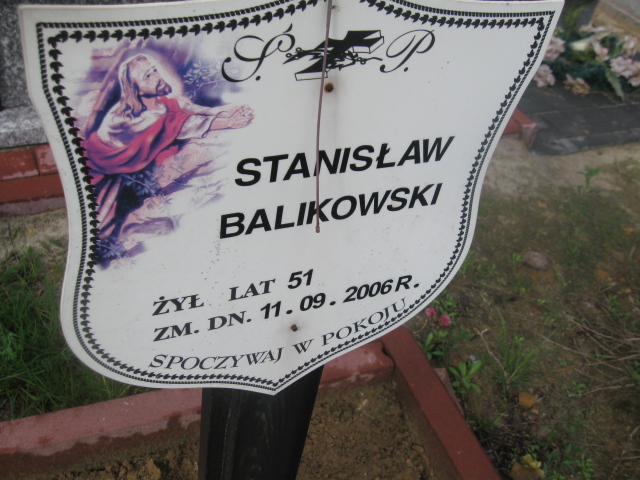 Ś. P.
STANISŁAW
BALIKOWSKI
ŻYŁ LAT 51
ZM. DN. 11.09.2006 R.
SPOCZYWAJ W POKOJU